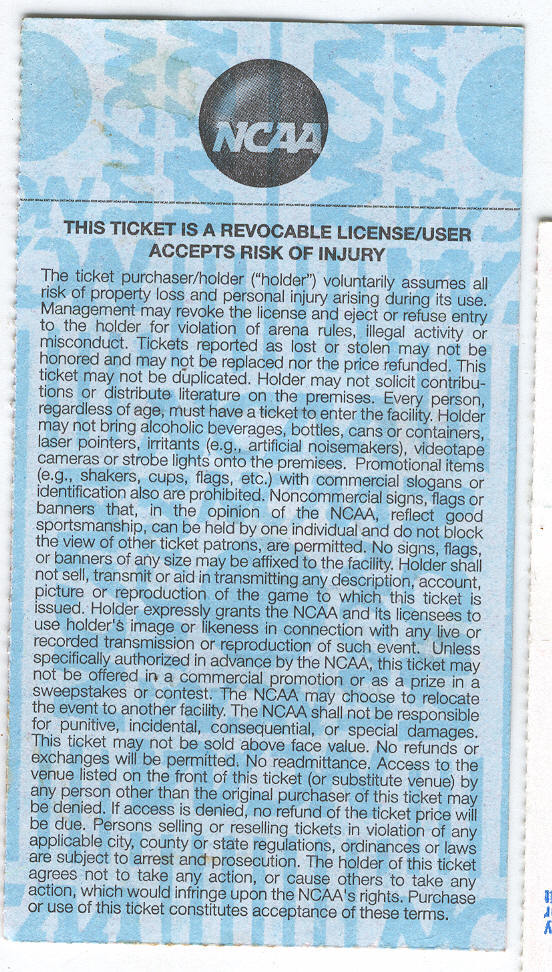 NCAA
THIS TICKET IS A REVOCABLE LICENSE/USER
ACCEPTS RISK OF INJURY
The ticket purchaser/holder ("holder") voluntarily assumes all
risk of property loss and personal injury arising during its use.
Management may revoke the license and eject or refuse entry
to the holder for violation of arena rules, illegal activity or
misconduct. Tickets reported as lost or stolen may not be
honored and may not be replaced nor the price refunded. This
ticket may not be duplicated. Holder may not solicit contribu-
tions or distribute literature on the premises. Every person,
regardless of age, must have a ticket to enter the facility. Holder
may not bring alcoholic beverages, bottles, cans or containers,
laser pointers, irritants (e.g., artificial noisemakers), videotape
cameras or strobe lights onto the premises. Promotional items
(e.g., shakers, cups, flags, etc.) with commercial slogans or
identification also are prohibited. Noncommercial signs, flags or
banners that, in the opinion of the NCAA, reflect good
sportsmanship, can be held by one individual and do not block
the view of other ticket patrons, are permitted. No signs, flags,
or banners of any size may be affixed to the facility. Holder shall
not sell, transmit or aid in transmitting any description, account,
picture or reproduction of the game to which this ticket is
issued. Holder expressly grants the NCAA and its licensees to
use holder's image or likeness in connection with any live or
recorded transmission or reproduction of such event. Unless
specifically authorized in advance by the NCAA, this ticket may
not be offered in a commercial promotion or as a prize in a
sweepstakes or contest. The NCAA may choose to relocate
the event to another facility. The NCAA shall not be responsible
for punitive, incidental, consequential, or special damages.
This ticket may not be sold above face value. No refunds or
exchanges will be permitted. No readmittance. Access to the
venue listed on the front of this ticket (or substitute venue) by
any person other than the original purchaser of this ticket may
be denied. If access is denied, no refund of the ticket price will
be due. Persons selling or reselling tickets in violation of any
applicable city, county or state regulations, ordinances or laws
are subject to arrest and prosecution. The holder of this ticket
agrees not to take any action, or cause others to take any
action, which would infringe upon the NCAA's rights. Purchase
or use of this ticket constitutes acceptance of these terms.